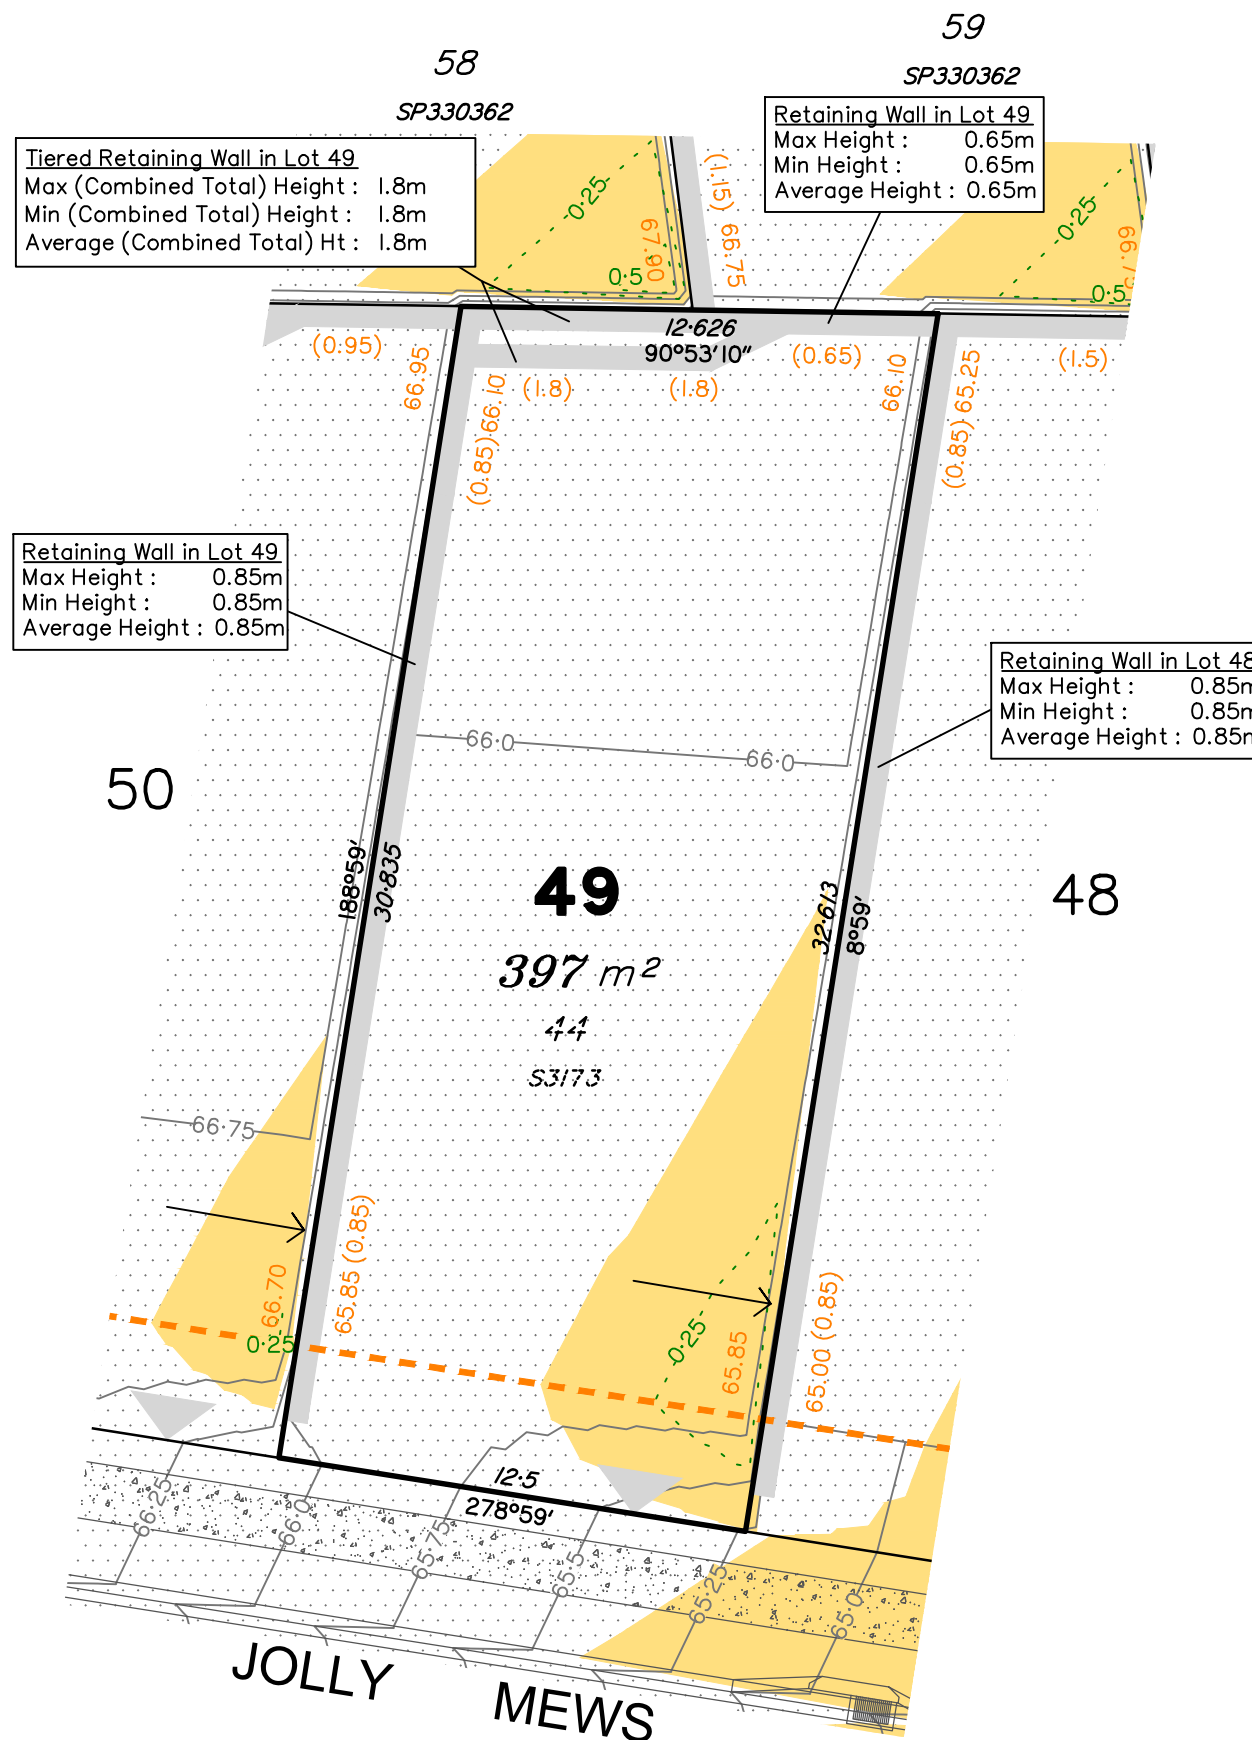 58
SP330362
59
SP330362
Tiered Retaining Wall in Lot 49
Max (Combined Total) Height : 1.8m
Min (Combined Total) Height : 1.8m
Average (Combined Total) Ht : 1.8m
Retaining Wall in Lot 49
Max Height : 0.65m
Min Height : 0.65m
Average Height : 0.65m
0·25
0·5
67.90
(1.15) 66.75
0·25
0·5
12·626
90°53'10"
(0.95)
66.95
(0.85) 66.10
(1.8)
(1.8)
(0.65)
66.10
(0.85) 65.25
(1.5)
Retaining Wall in Lot 49
Max Height : 0.85m
Min Height : 0.85m
Average Height : 0.85m
Retaining Wall in Lot 48
Max Height : 0.85m
Min Height : 0.85m
Average Height : 0.85m
66·0
66·0
50
188°59'
30·835
49
397 m²
44
S3173
32·613
8°59'
48
66·75
66.70
65.85 (0.85)
0·25
0·25
65.85
65.00 (0.85)
12·5
278°59'
66·25
66·0
65·75
65·5
65·25
65·0
JOLLY MEWS